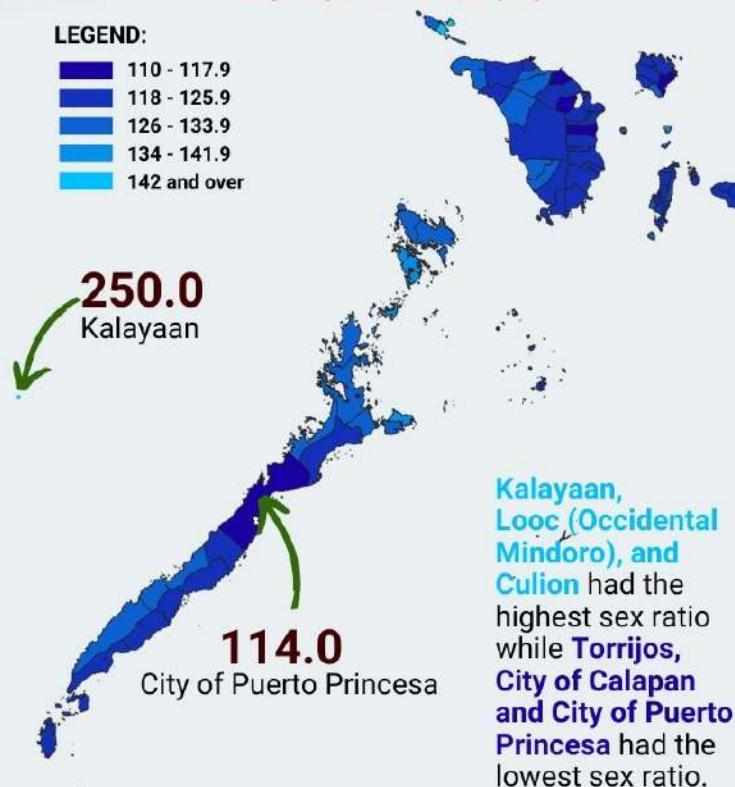 LEGEND:
110 - 117.9
118 - 125.9
126 - 133.9
134 - 141.9
142 and over
250.0
Kalayaan
114.0
City of Puerto Princesa
Kalayaan,
Looc (Occidental
Mindoro), and
Culion had the
highest sex ratio
while Torrijos,
City of Calapan
and City of Puerto
Princesa had the
lowest sex ratio.